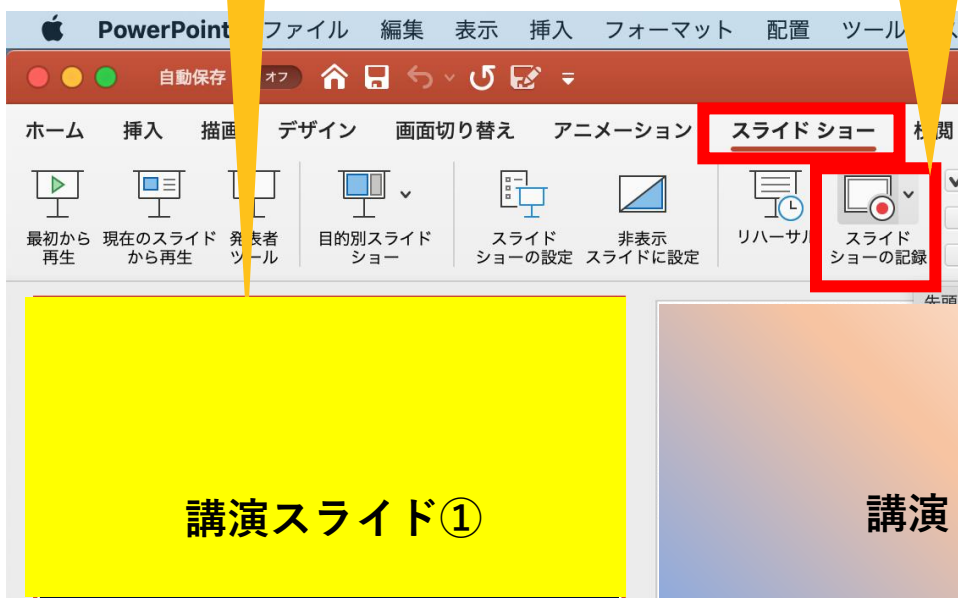 PowerPoint ファイル 編集 表示 挿入 フォーマット 配置 ツール
自動保存 オフ
ホーム 挿入 描画 デザイン 画面切り替え アニメーション スライド ショー 校閲
最初から
再生
現在のスライド
から再生
発表者
ツール
目的別スライド
ショー
スライド
ショーの設定
非表示
スライドに設定
リハーサル
スライド
ショーの記録
先頭
講演スライド①
講演